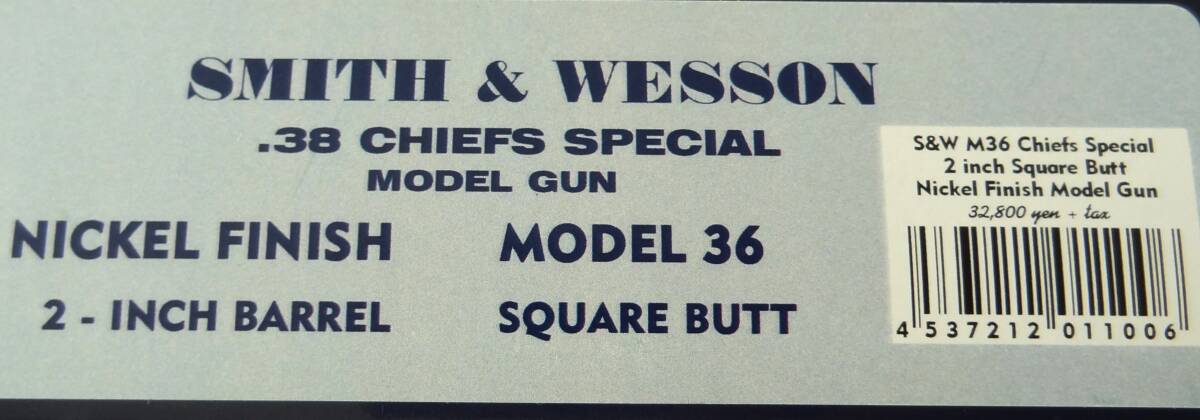 SMITH & WESSON
.38 CHIEFS SPECIAL
MODEL GUN
NICKEL FINISH
MODEL 36
2 - INCH BARREL
SQUARE BUTT
S&W M36 Chiefs Special
2 inch Square Butt
Nickel Finish Model Gun
32,800 yen + tax
4 537212 011006